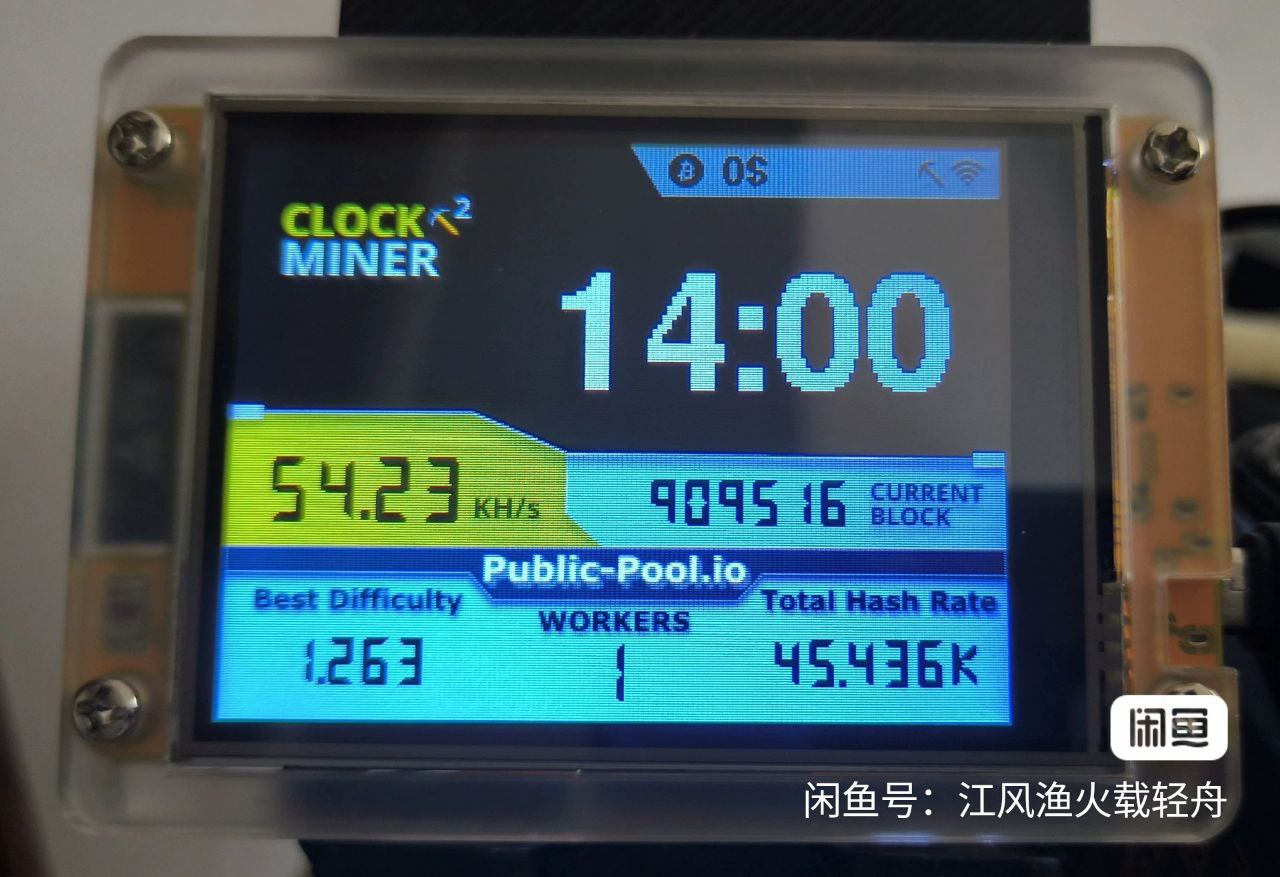 0$
CLOCK 2
MINER
14:00
54.23 KH/s
909516 CURRENT
BLOCK
Public-Pool.io
Best Difficulty
WORKERS
Total Hash Rate
1.263
1
45.436K
闲鱼
闲鱼号：江风渔火载轻舟